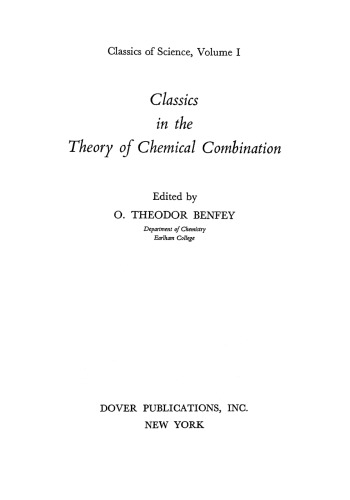 Classics of Science, Volume I
Classics
in the
Theory of Chemical Combination
Edited by
O. THEODOR BENFEY
Department of Chemistry
Earlham College
DOVER PUBLICATIONS, INC.
NEW YORK